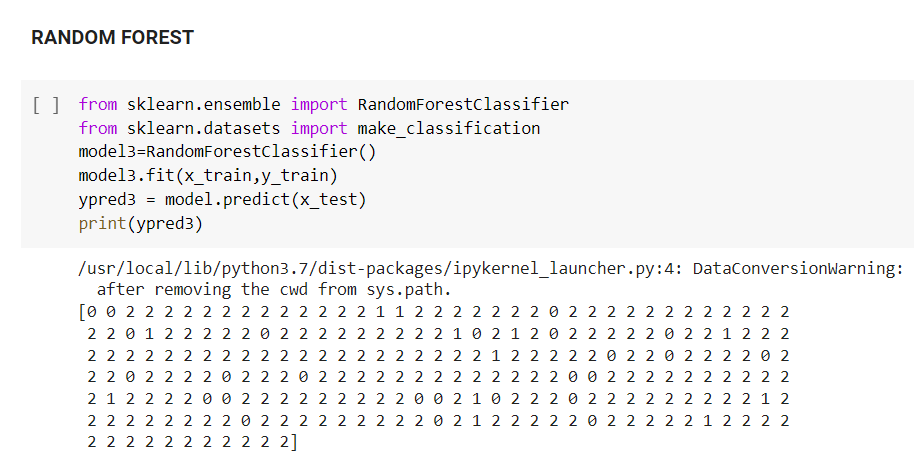 RANDOM FOREST
[ ] from sklearn.ensemble import RandomForestClassifier
from sklearn.datasets import make_classification
model3=RandomForestClassifier()
model3.fit(x_train,y_train)
ypred3 = model.predict(x_test)
print(ypred3)
/usr/local/lib/python3.7/dist-packages/ipykernel_launcher.py:4: DataConversionWarning:
after removing the cwd from sys.path.
[0 0 2 2 2 2 2 2 2 2 2 2 2 2 2 1 1 2 2 2 2 2 2 2 0 2 2 2 2 2 2 2 2 2 2 2 2
2 2 0 1 2 2 2 2 2 0 2 2 2 2 2 2 2 2 2 1 0 2 1 2 0 2 2 2 2 2 0 2 2 1 2 2 2
2 2 2 2 2 2 2 2 2 2 2 2 2 2 2 2 2 2 2 2 2 1 2 2 2 2 2 0 2 2 0 2 2 2 2 0 2
2 2 0 2 2 2 2 0 2 2 2 0 2 2 2 2 2 2 2 2 2 2 2 2 2 0 0 2 2 2 2 2 2 2 2 2 2
2 1 2 2 2 2 0 0 2 2 2 2 2 2 2 2 2 0 0 2 1 0 2 2 2 0 2 2 2 2 2 2 2 2 2 1 2
2 2 2 2 2 2 2 2 0 2 2 2 2 2 2 2 2 2 0 2 1 2 2 2 2 2 0 2 2 2 2 2 1 2 2 2 2
2 2 2 2 2 2 2 2 2 2 2]